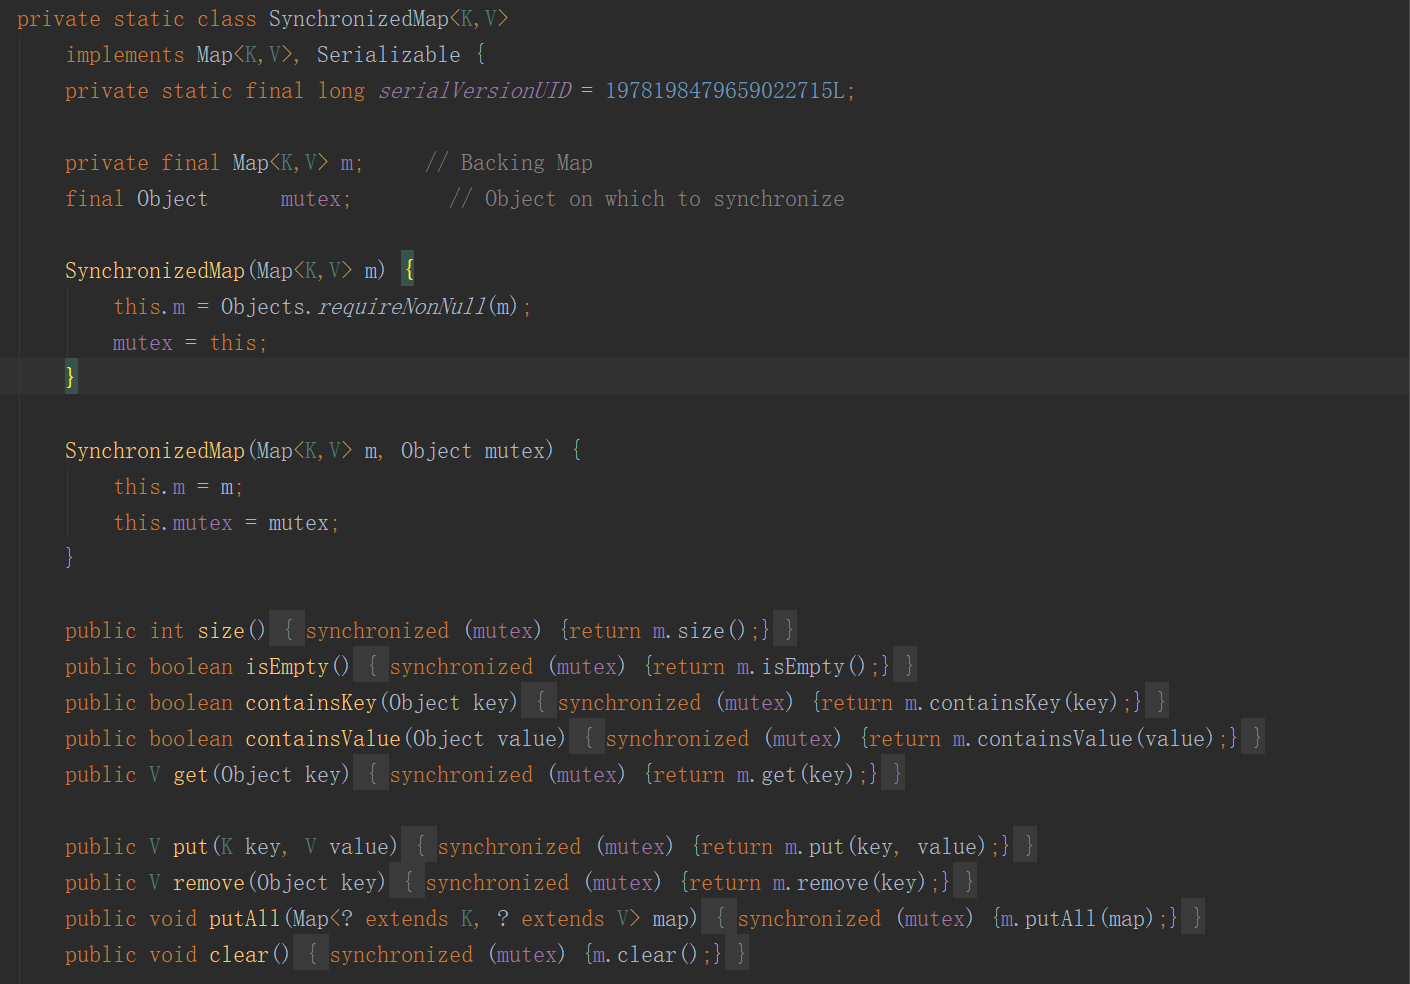 private static class SynchronizedMap<K,V>
implements Map<K,V>, Serializable {
private static final long serialVersionUID = 1978198479659022715L;
private final Map<K,V> m;     // Backing Map
final Object      mutex;        // Object on which to synchronize
SynchronizedMap(Map<K,V> m) {
this.m = Objects.requireNonNull(m);
mutex = this;
}
SynchronizedMap(Map<K,V> m, Object mutex) {
this.m = m;
this.mutex = mutex;
}
public int size() { synchronized (mutex) {return m.size();} }
public boolean isEmpty() { synchronized (mutex) {return m.isEmpty();} }
public boolean containsKey(Object key) { synchronized (mutex) {return m.containsKey(key);} }
public boolean containsValue(Object value) { synchronized (mutex) {return m.containsValue(value);} }
public V get(Object key) { synchronized (mutex) {return m.get(key);} }
public V put(K key, V value) { synchronized (mutex) {return m.put(key, value);} }
public V remove(Object key) { synchronized (mutex) {return m.remove(key);} }
public void putAll(Map<? extends K, ? extends V> map) { synchronized (mutex) {m.putAll(map);} }
public void clear() { synchronized (mutex) {m.clear();} }